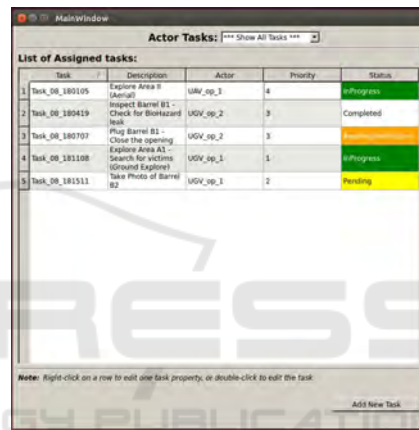 MainWindow
Actor Tasks: *** Show All Tasks ***
List of Assigned tasks:
Task Description Actor Priority Status
1 Task_08_180105 Explore Area II (Aerial) UAV_op_1 4 InProgress
2 Task_08_180419 Inspect Barrel B1 - Check for BioHazard leak UGV_op_2 3 Completed
3 Task_08_180707 Plug Barrel B1 - Close the opening UGV_op_2 3
4 Task_08_181108 Explore Area A1 - Search for victims (Ground Explore) UGV_op_1 1 InProgress
5 Task_08_181511 Take Photo of Barrel B2 UGV_op_1 2 Pending
Note: Right-click on a row to edit one task property, or double-click to edit the task
Add New Task